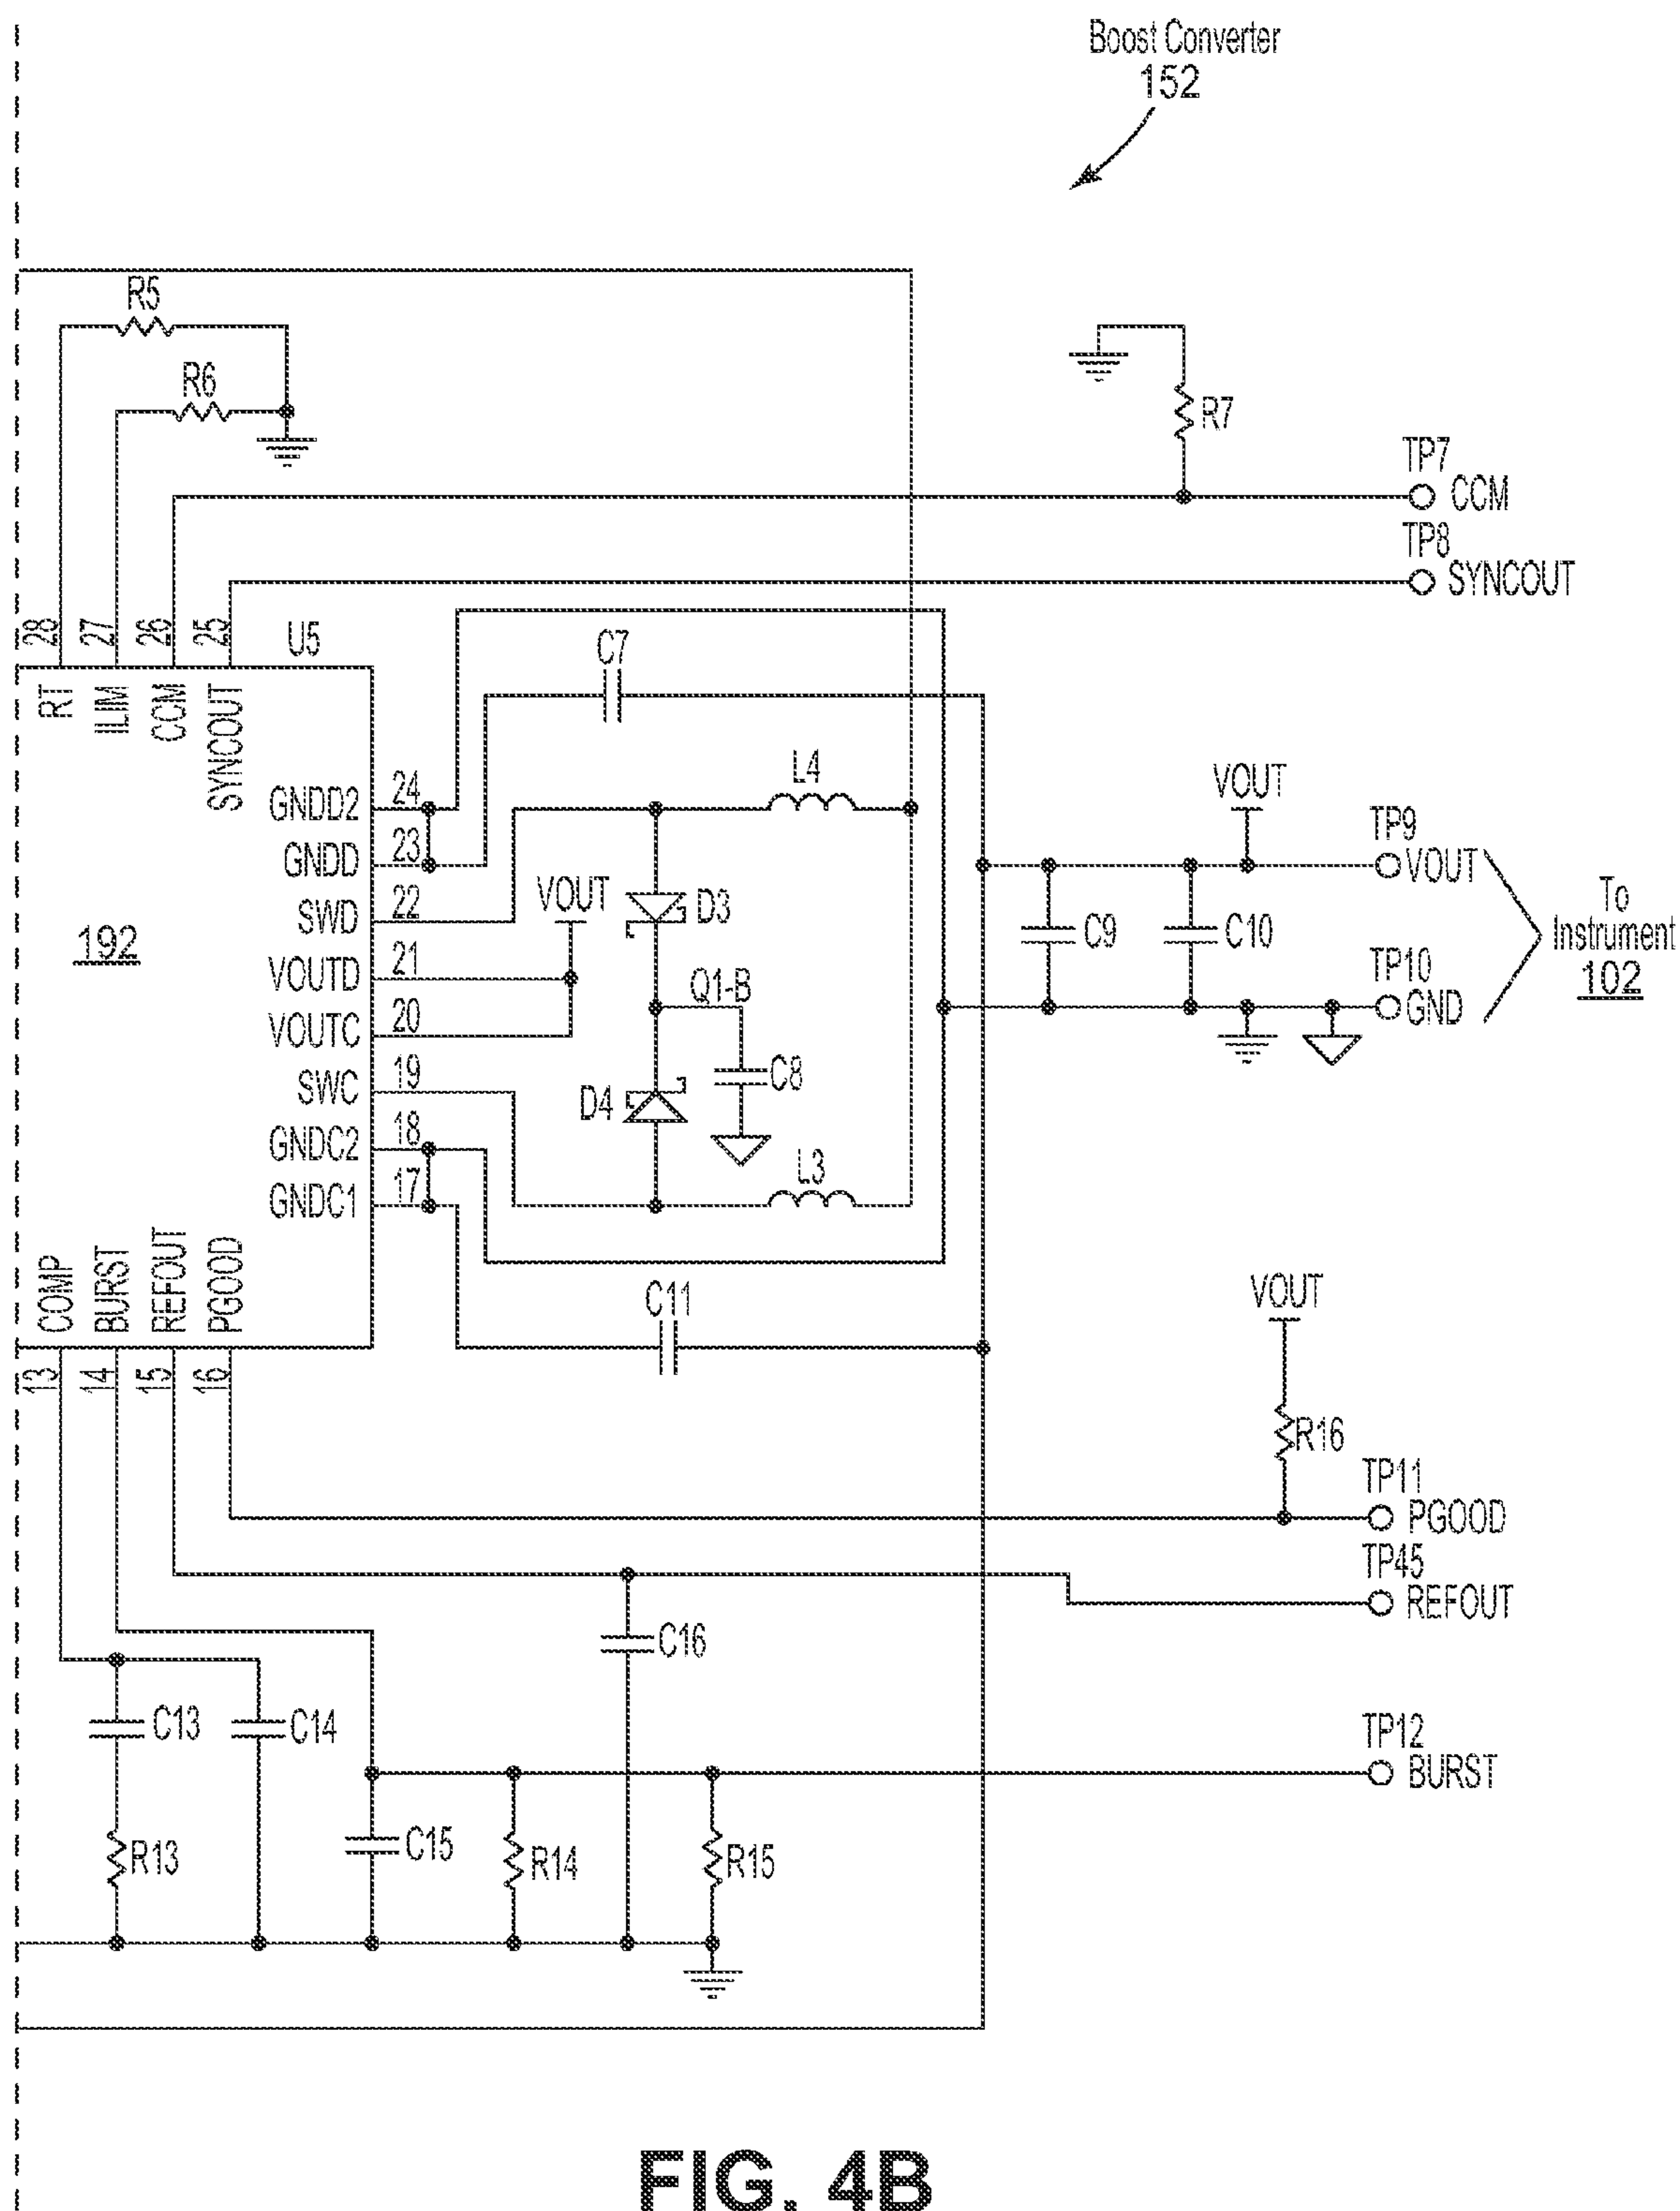 Boost Converter
152
R5
R6
R7
TP7
CCM
TP8
SYNCOUT
28
27
26
25
U5
C7
RT
ILIM
CCM
SYNCOUT
L4
GNDD2
24
GNDD
23
SWD
22
VOUT
D3
VOUTD
21
VOUTC
20
Q1-B
SWC
19
D4
C8
GNDC2
18
GNDC1
17
L3
192
VOUT
TP9
VOUT
C9
C10
TP10
GND
To
Instrument
102
COMP
BURST
REFOUT
PGOOD
C11
13
14
15
16
VOUT
R16
TP11
PGOOD
TP45
REFOUT
C16
C13
C14
TP12
BURST
R13
C15
R14
R15
FIG. 4B